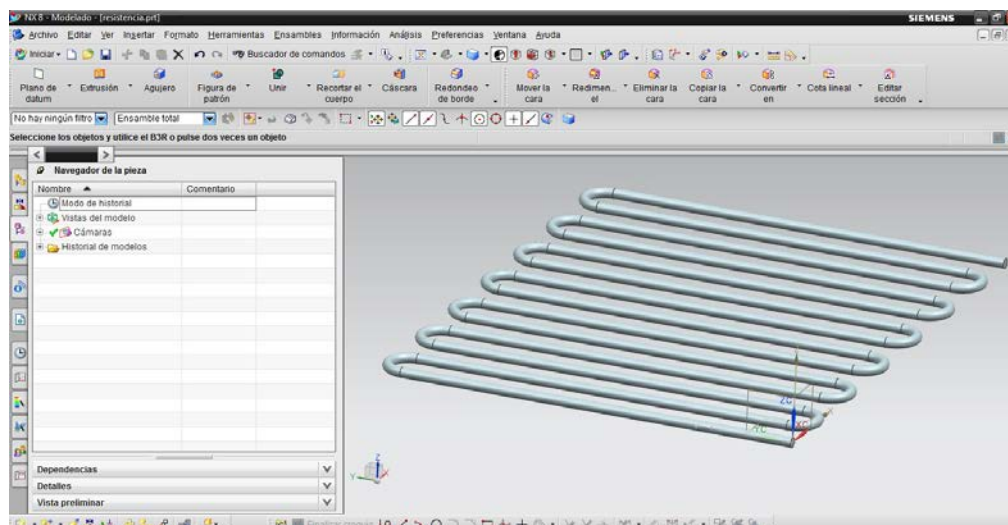 NX 8 - Modelado - [resistencia.prt] SIEMENS
Archivo Editar Ver Insertar Formato Herramientas Ensambles Información Análisis Preferencias Ventana Ayuda
Iniciar Buscador de comandos
Plano de datum Extrusión Agujero Figura de patrón Unir Recortar el cuerpo Cáscara Redondeo de borde Mover la cara Redimen... el Eliminar la cara Copiar la cara Convertir en Cota lineal Editar sección
No hay ningún filtro Ensamble total
Seleccione los objetos y utilice el B3R o pulse dos veces un objeto
Navegador de la pieza
Nombre Comentario
Modo de historial
Vistas del modelo
Cámaras
Historial de modelos
Dependencias
Detalles
Vista preliminar
ZC
YC XC
Z
Y X